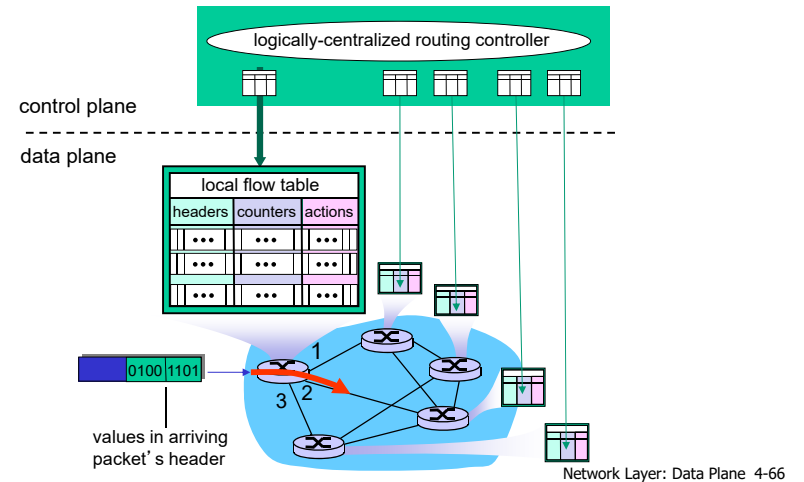 logically-centralized routing controller
control plane
data plane
local flow table
headers counters actions
1
2
3
0100 1101
values in arriving
packet's header
Network Layer: Data Plane 4-66